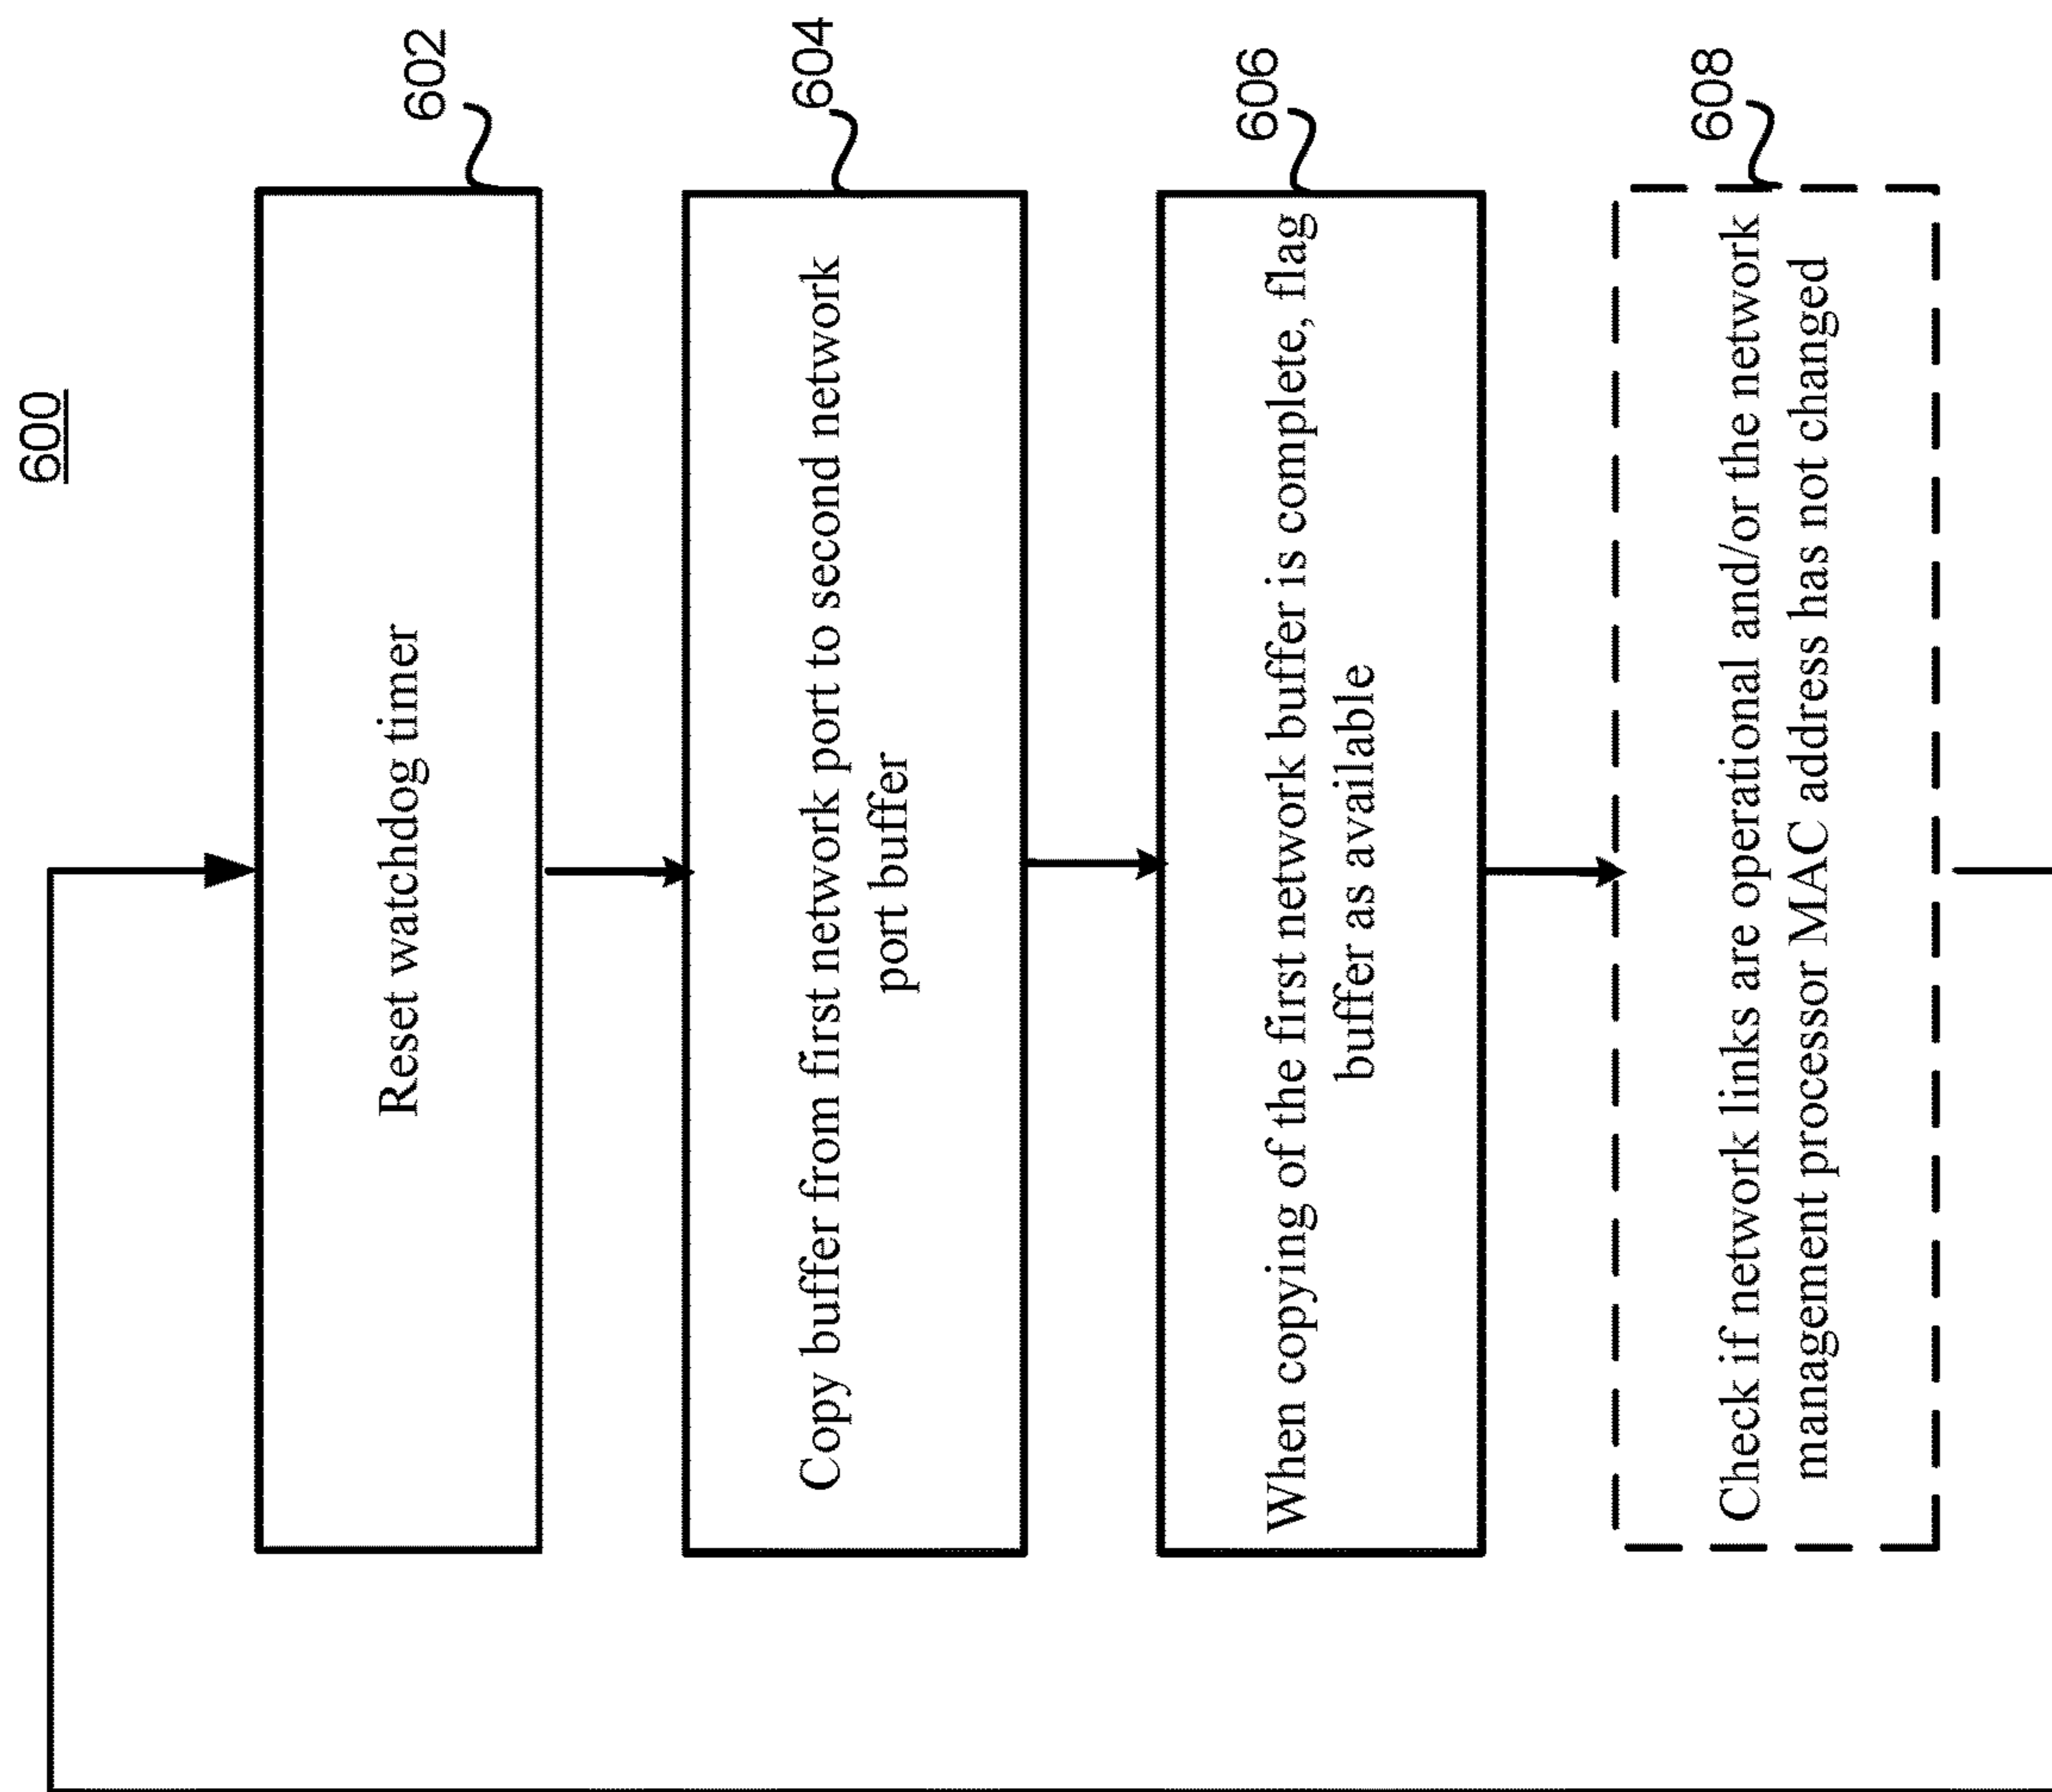 600
Reset watchdog timer
602
Copy buffer from first network port to second network
port buffer
604
When copying of the first network buffer is complete, flag
buffer as available
606
Check if network links are operational and/or the network
management processor MAC address has not changed
608